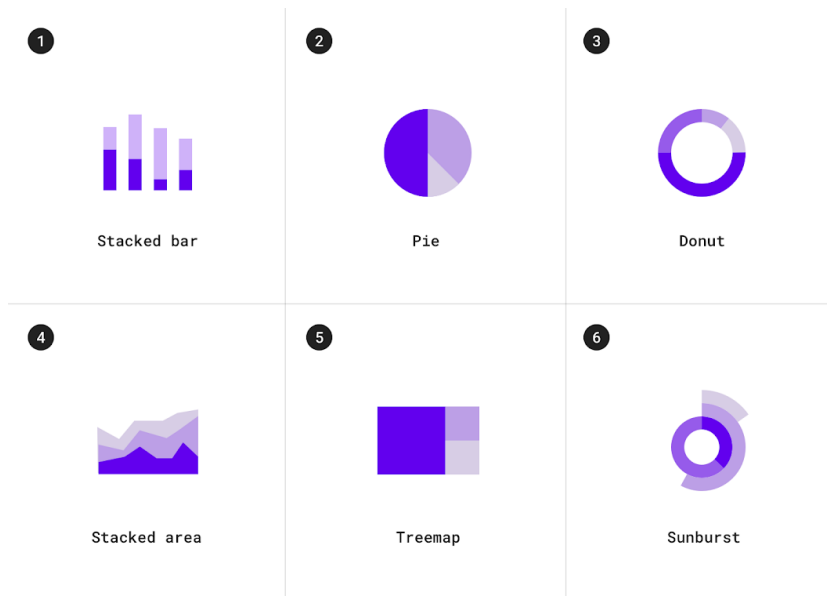 1
2
3
Stacked bar
Pie
Donut
4
5
6
Stacked area
Treemap
Sunburst